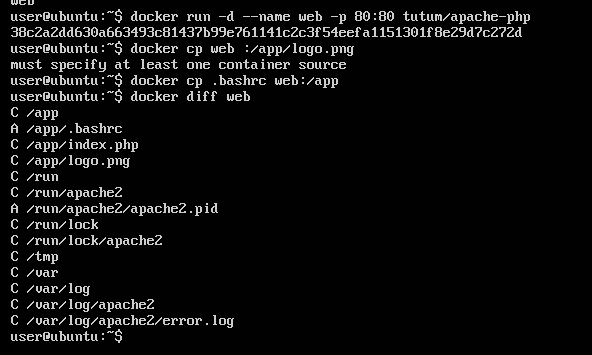 web
user@ubuntu:~$ docker run -d --name web -p 80:80 tutum/apache-php
38c2a2dd630a663493c81437b99e761141c2c3f54eefa1151301f8e29d7c272d
user@ubuntu:~$ docker cp web :/app/logo.png
must specify at least one container source
user@ubuntu:~$ docker cp .bashrc web:/app
user@ubuntu:~$ docker diff web
C /app
A /app/.bashrc
C /app/index.php
C /app/logo.png
C /run
C /run/apache2
A /run/apache2/apache2.pid
C /run/lock
C /run/lock/apache2
C /tmp
C /var
C /var/log
C /var/log/apache2
C /var/log/apache2/error.log
user@ubuntu:~$